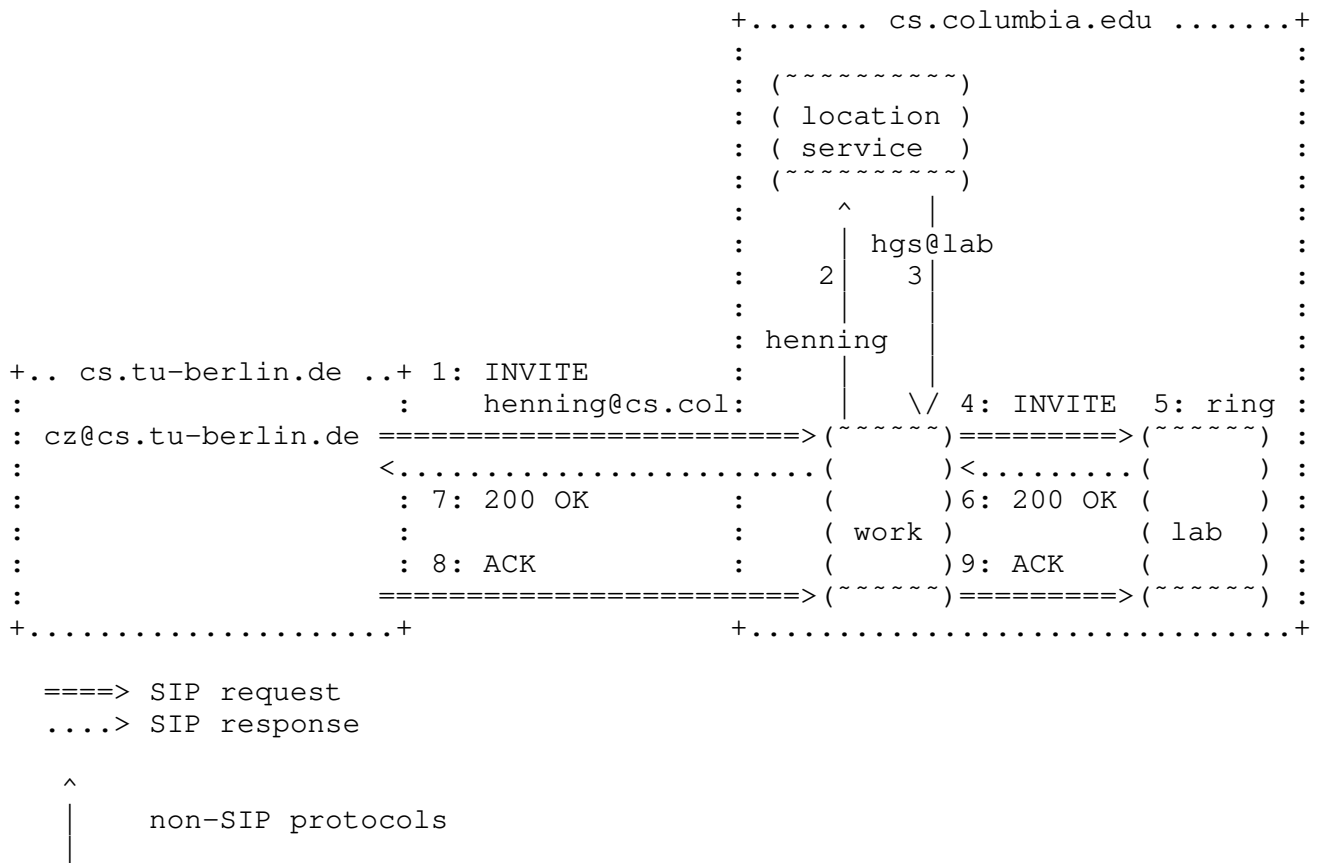 +....... cs.columbia.edu .......+
:                               :
: (~~~~~~~~~~)                  :
: ( location )                  :
: ( service  )                  :
: (~~~~~~~~~~)                  :
:     ^    |                    :
:     | hgs@lab                 :
:    2|   3|                    :
:     |    |                    :
: henning  |                    :
+.. cs.tu-berlin.de ..+ 1: INVITE        :     |    |                    :
:                     :    henning@cs.col:     |   \/ 4: INVITE  5: ring :
: cz@cs.tu-berlin.de ========================>(~~~~~~)=========>(~~~~~~) :
:                    <........................(      )<.........(      ) :
:                     : 7: 200 OK        :    (      )6: 200 OK (      ) :
:                     :                  :    ( work )          ( lab  ) :
:                     : 8: ACK           :    (      )9: ACK    (      ) :
:                    ========================>(~~~~~~)=========>(~~~~~~) :
+.....................+                  +...............................+
====> SIP request
....> SIP response
^
| non-SIP protocols
|